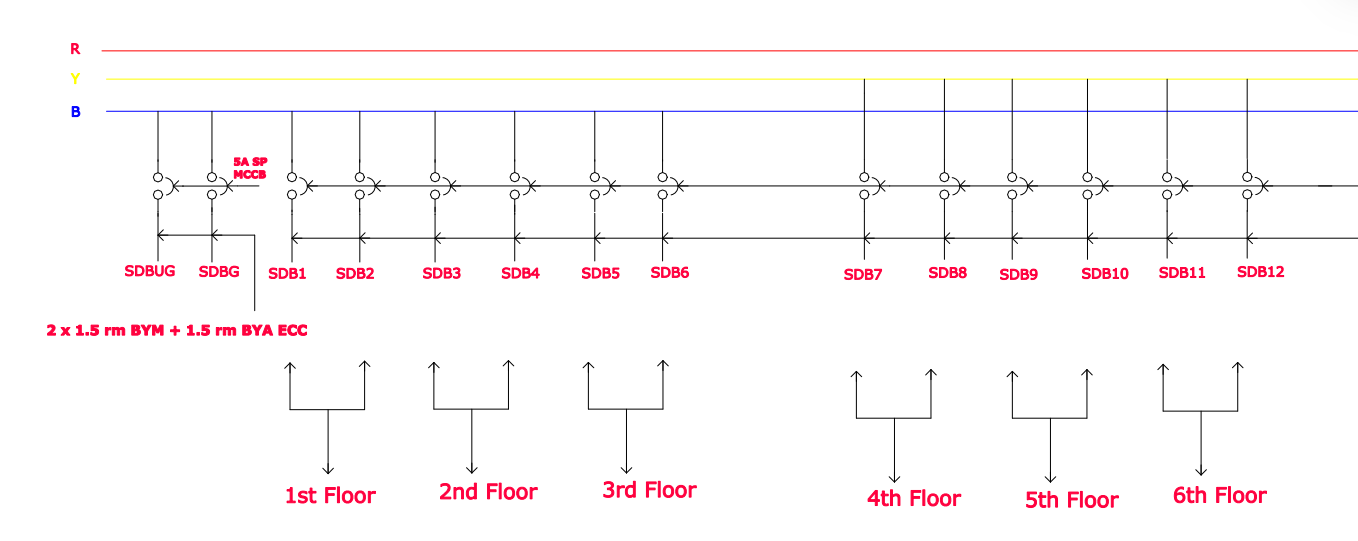 R
Y
B
5A SP
MCCB
SDBUG
SDBG
SDB1
SDB2
SDB3
SDB4
SDB5
SDB6
SDB7
SDB8
SDB9
SDB10
SDB11
SDB12
2 x 1.5 rm BYM + 1.5 rm BYA ECC
1st Floor
2nd Floor
3rd Floor
4th Floor
5th Floor
6th Floor